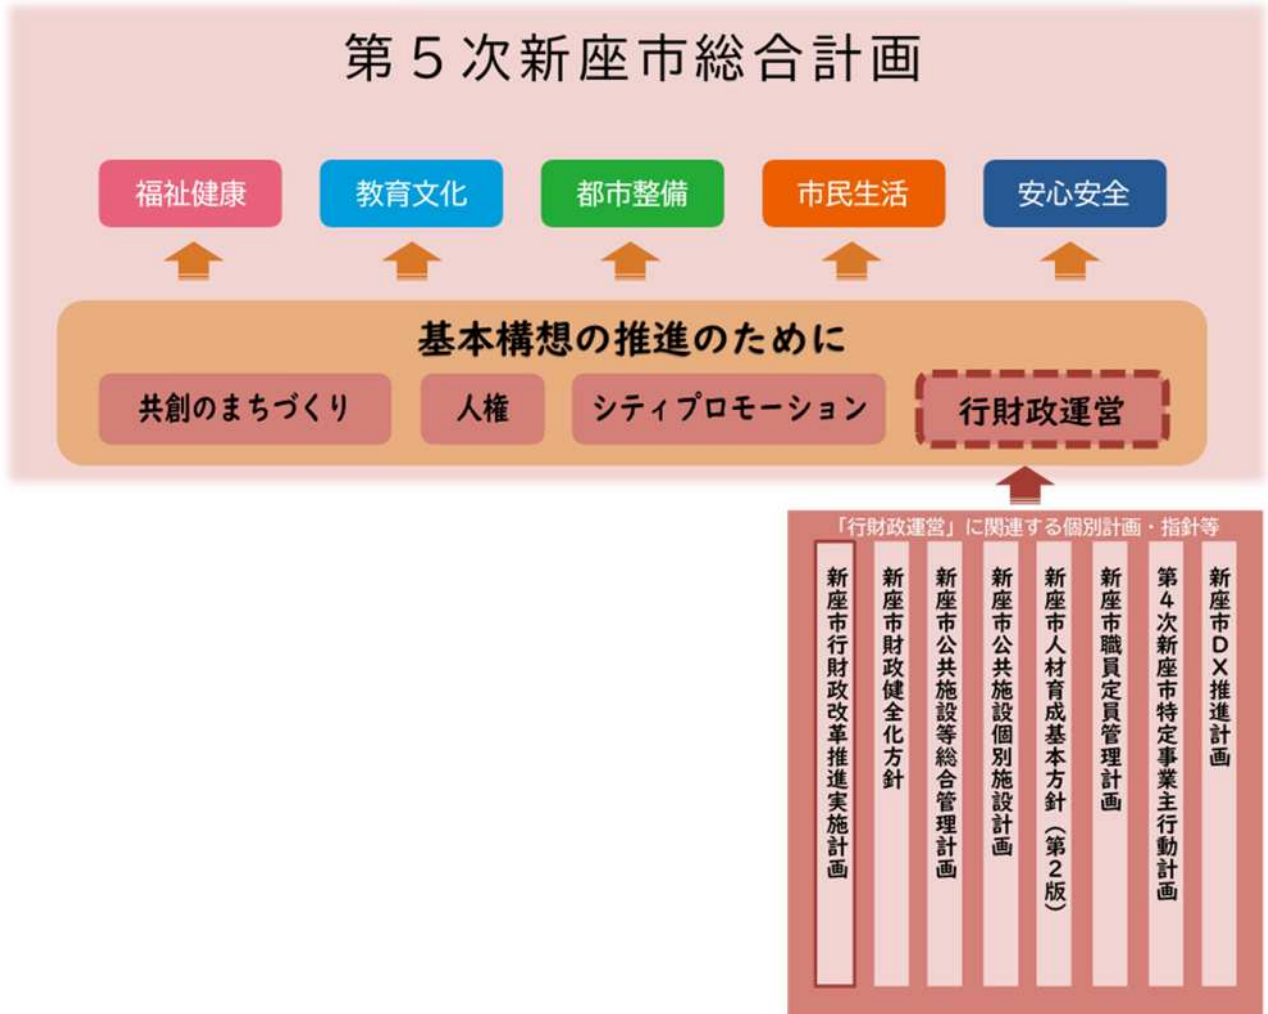 第５次新座市総合計画
福祉健康
教育文化
都市整備
市民生活
安心安全
基本構想の推進のために
共創のまちづくり
人権
シティプロモーション
行財政運営
「行財政運営」に関連する個別計画・指針等
新座市行財政改革推進実施計画
新座市財政健全化方針
新座市公共施設等総合管理計画
新座市公共施設個別施設計画
新座市人材育成基本方針（第２版）
新座市職員定員管理計画
第４次新座市特定事業主行動計画
新座市ＤＸ推進計画